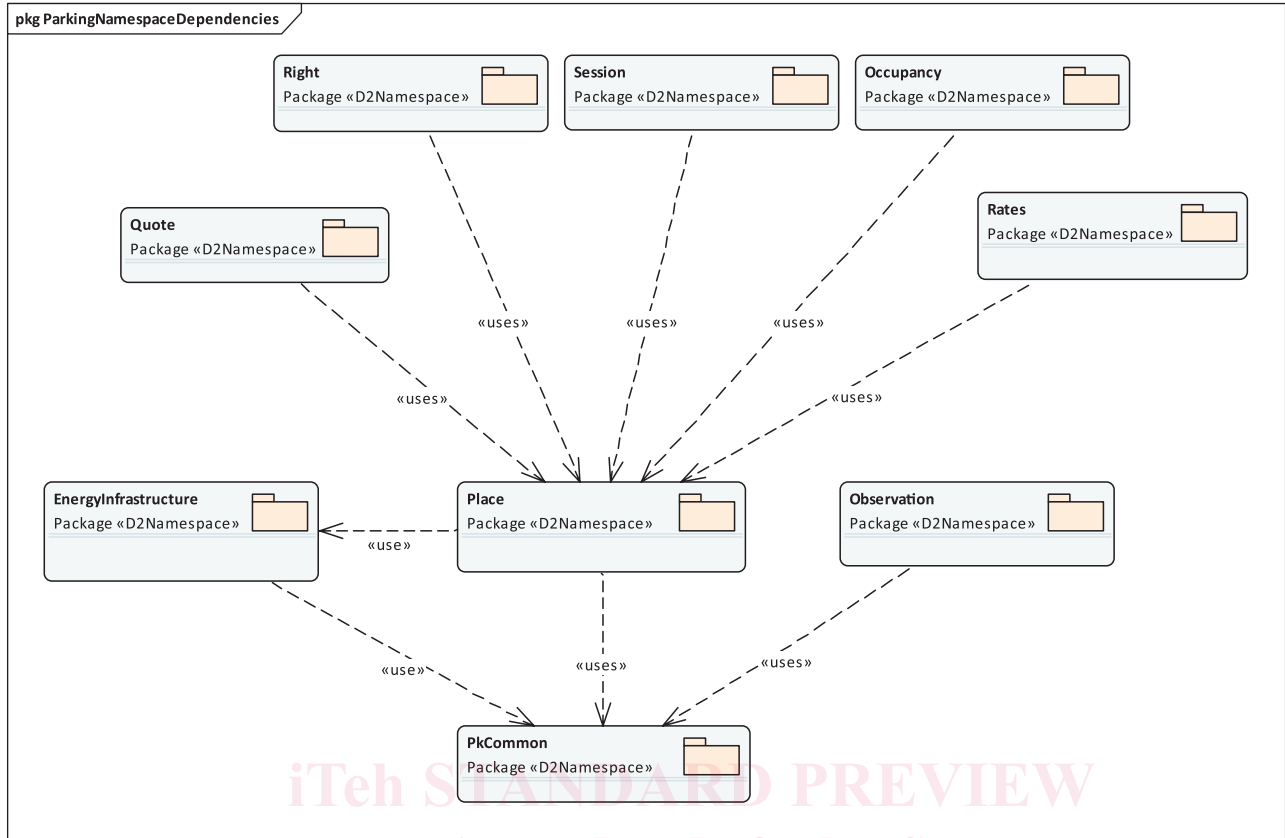 pkg ParkingNamespaceDependencies
Right
Package «D2Namespace»
Session
Package «D2Namespace»
Occupancy
Package «D2Namespace»
Quote
Package «D2Namespace»
Rates
Package «D2Namespace»
«uses»
«uses»
«uses»
«uses»
«uses»
EnergyInfrastructure
Package «D2Namespace»
Place
Package «D2Namespace»
Observation
Package «D2Namespace»
«use»
«use»
«uses»
«uses»
PkCommon
Package «D2Namespace»
iTeh STANDARD PREVIEW